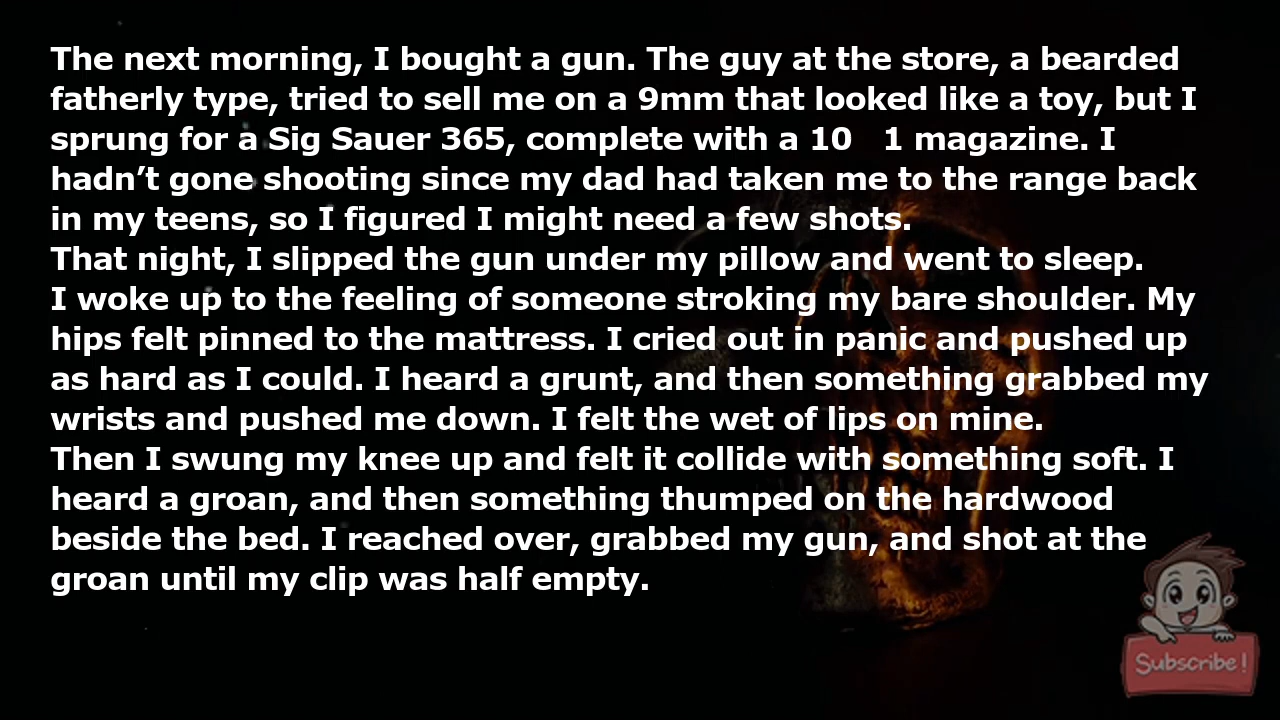 The next morning, I bought a gun. The guy at the store, a bearded
fatherly type, tried to sell me on a 9mm that looked like a toy, but I
sprung for a Sig Sauer 365, complete with a 10   1 magazine. I
hadn’t gone shooting since my dad had taken me to the range back
in my teens, so I figured I might need a few shots.
That night, I slipped the gun under my pillow and went to sleep.
I woke up to the feeling of someone stroking my bare shoulder. My
hips felt pinned to the mattress. I cried out in panic and pushed up
as hard as I could. I heard a grunt, and then something grabbed my
wrists and pushed me down. I felt the wet of lips on mine.
Then I swung my knee up and felt it collide with something soft. I
heard a groan, and then something thumped on the hardwood
beside the bed. I reached over, grabbed my gun, and shot at the
groan until my clip was half empty.
Subscribe!